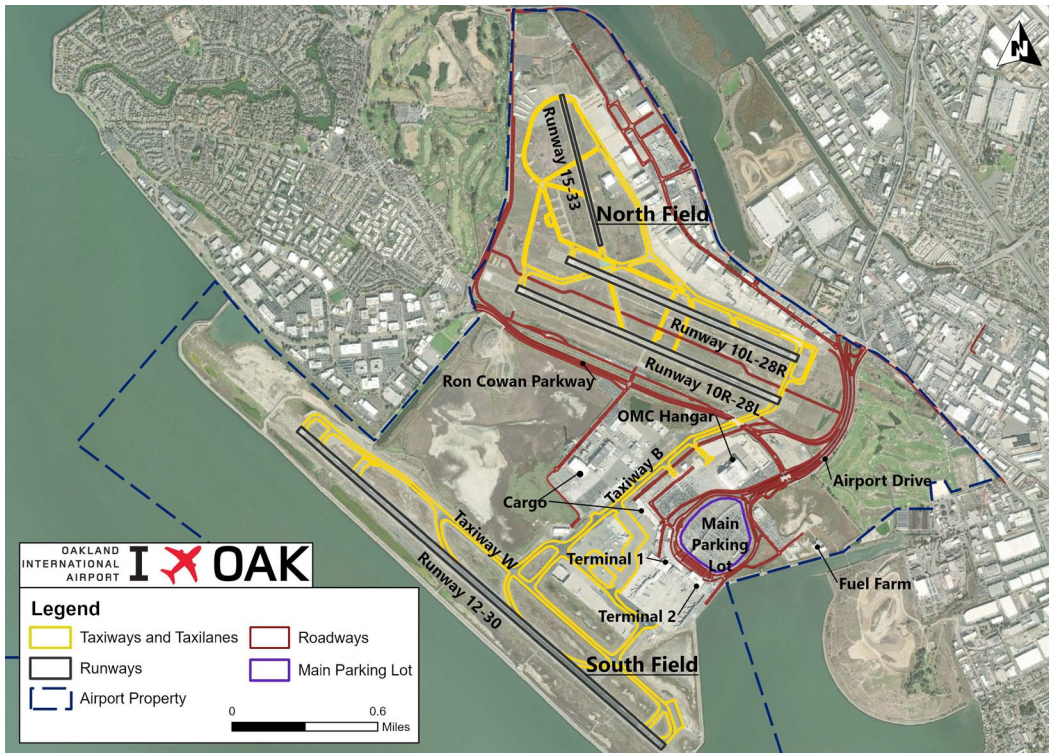 N
Runway 15-33
North Field
Runway 10L-28R
Runway 10R-28L
Ron Cowan Parkway
OMC Hangar
Taxiway B
Airport Drive
Cargo
Main
Parking
Lot
Taxiway W
Terminal 1
Fuel Farm
Runway 12-30
Terminal 2
South Field
OAKLAND
INTERNATIONAL
AIRPORT
I OAK
Legend
Taxiways and Taxilanes
Roadways
Runways
Main Parking Lot
Airport Property
0 0.6
Miles